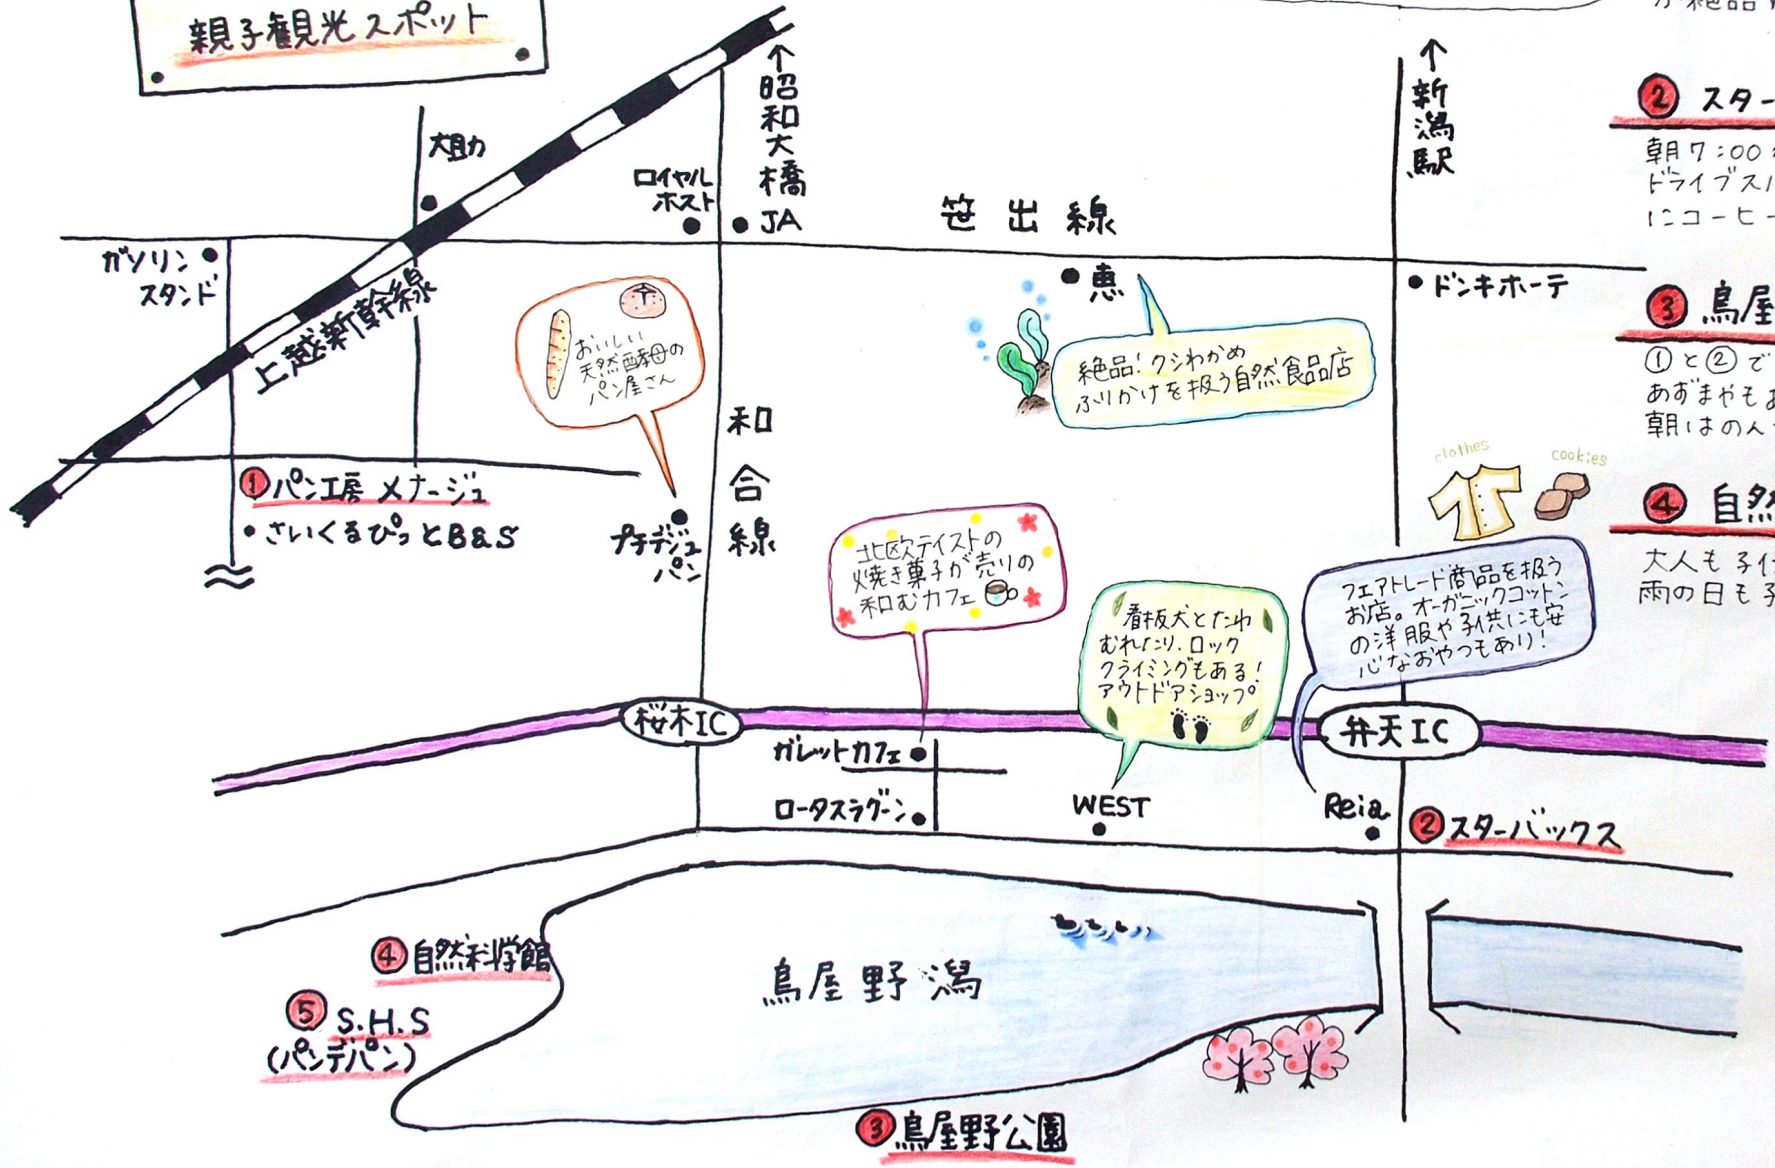 親子観光スポット
↑昭和大橋
↑新潟駅
が絶品
大助
ロイヤル
ホスト
JA
笹出線
ガソリン
スタンド
上越新幹線
恵
ドンキホーテ
おいしい
天然酵母の
パン屋さん
絶品!クシわかめ
ふりかけを扱う自然食品店
和合線
①パン工房 メナージュ
さいくるぴっとB&S
プチデジュ
パン
clothes
cookies
北欧テイストの
焼き菓子が売りの
和むカフェ
看板犬とたわ
むれたり、ロック
クライミングもある!
アウトドアショップ。
フェアトレード商品を扱う
お店。オーガニックコットン
の洋服や子供にも安
心なおやつもあり!
桜木IC
弁天IC
ガレットカフェ
ロータスラグーン
WEST
Reia
②スターバックス
④自然科学館
鳥屋野潟
⑤S.H.S
(パンデパン)
③鳥屋野公園
② スター
朝7:00
ドライブス
にコーヒー
③ 鳥屋
①と②で
あずまやも
朝はのん
④ 自然
大人も子
雨の日も子